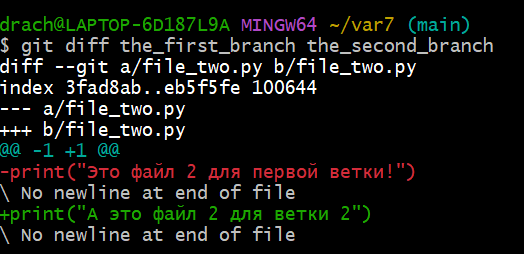 drach@LAPTOP-6D187L9A MINGW64 ~/var7 (main)
$ git diff the_first_branch the_second_branch
diff --git a/file_two.py b/file_two.py
index 3fad8ab..eb5f5fe 100644
--- a/file_two.py
+++ b/file_two.py
@@ -1 +1 @@
-print("Это файл 2 для первой ветки!")
\ No newline at end of file
+print("А это файл 2 для ветки 2")
\ No newline at end of file